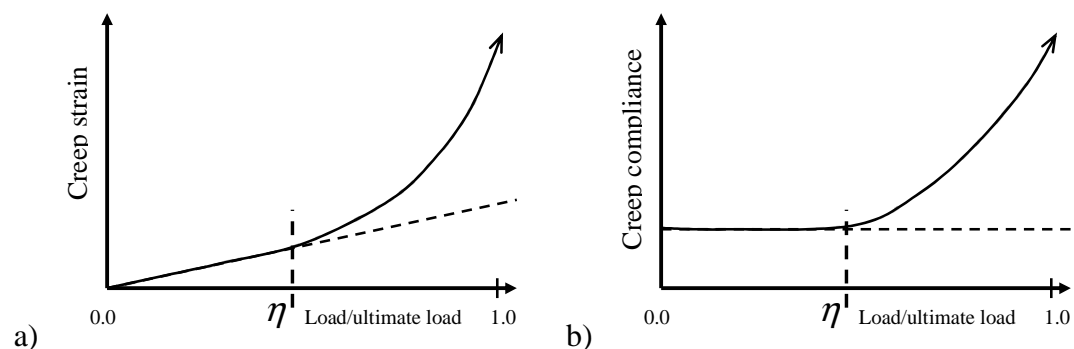 a)
Creep strain
0.0
η
Load/ultimate load
1.0
b)
Creep compliance
0.0
η
Load/ultimate load
1.0